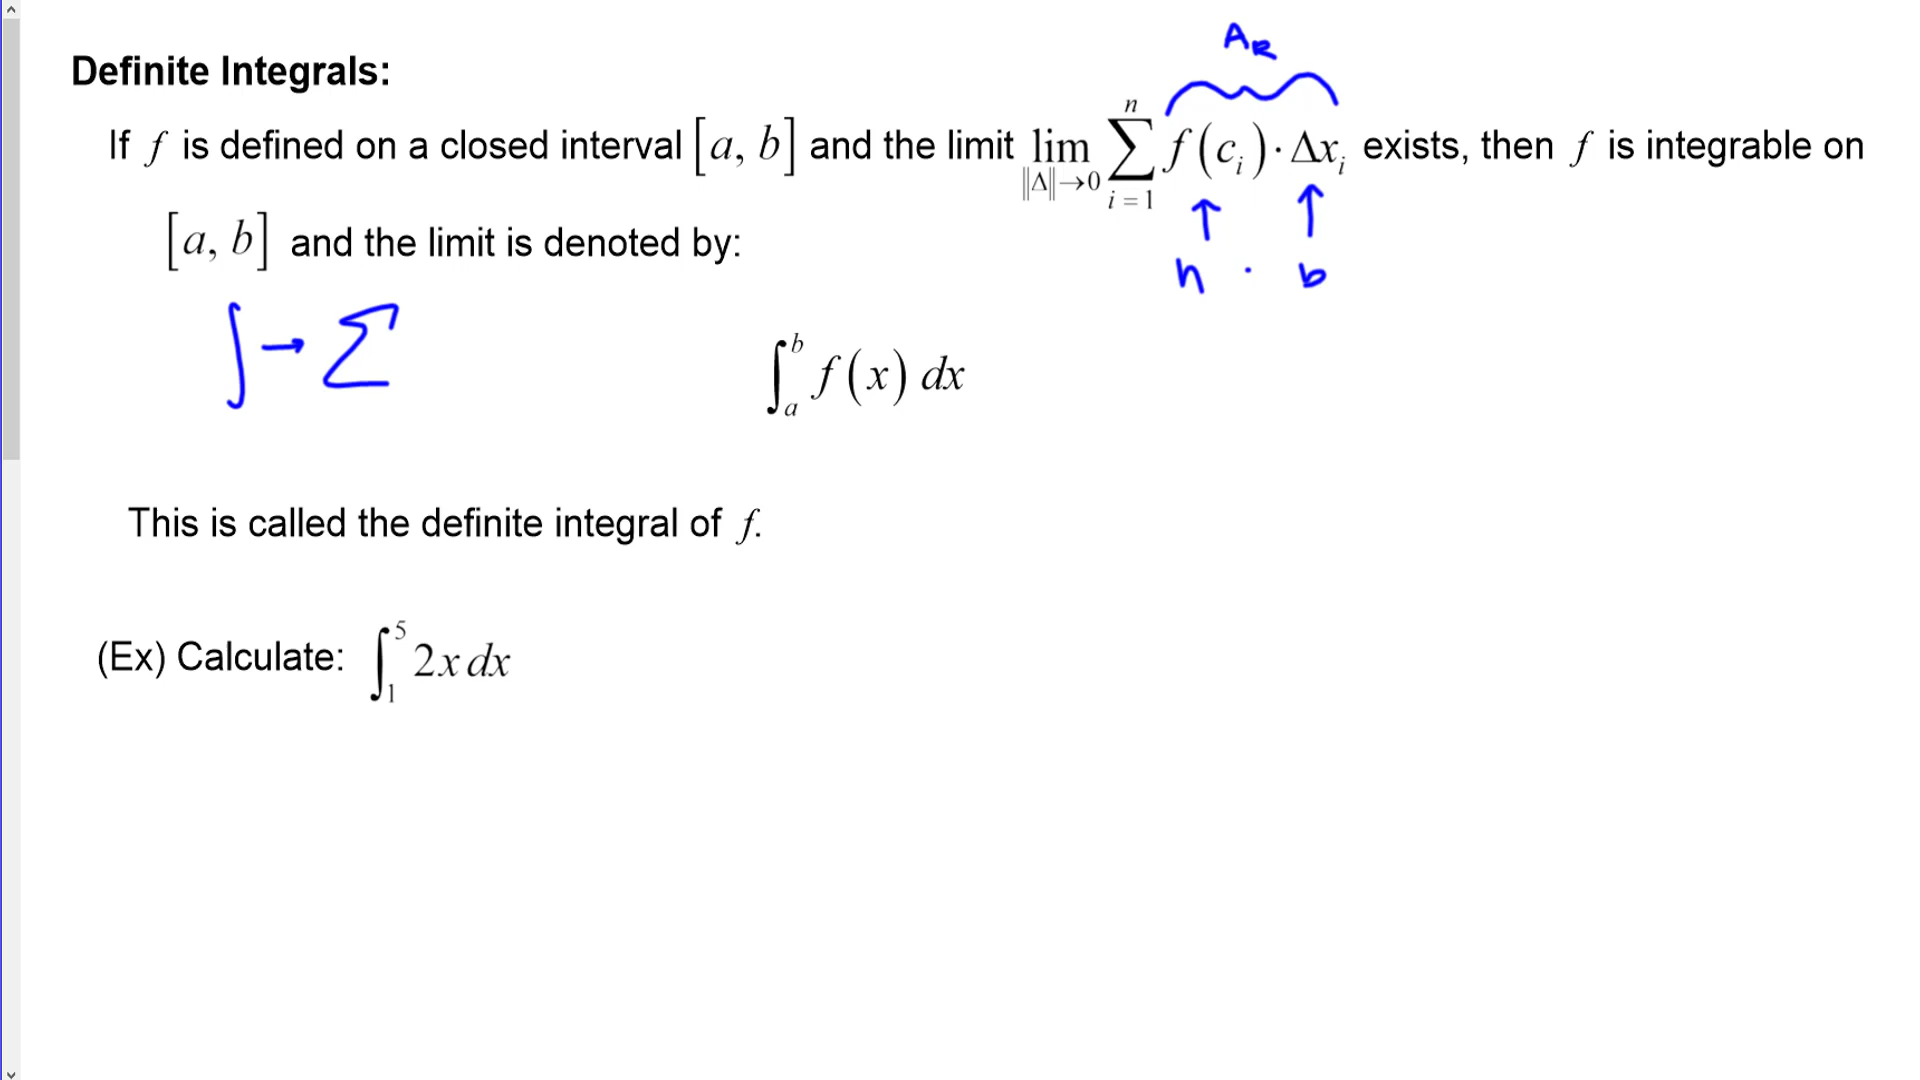 A_R
Definite Integrals:
If f is defined on a closed interval [a, b] and the limit lim_{‖Δ‖→0} ∑_{i = 1}^{n} f(c_i) · Δx_i exists, then f is integrable on
[a, b] and the limit is denoted by:
↑ ↑
h · b
∫ → ∑
∫_a^b f(x) dx
This is called the definite integral of f.
(Ex) Calculate: ∫_1^5 2x dx